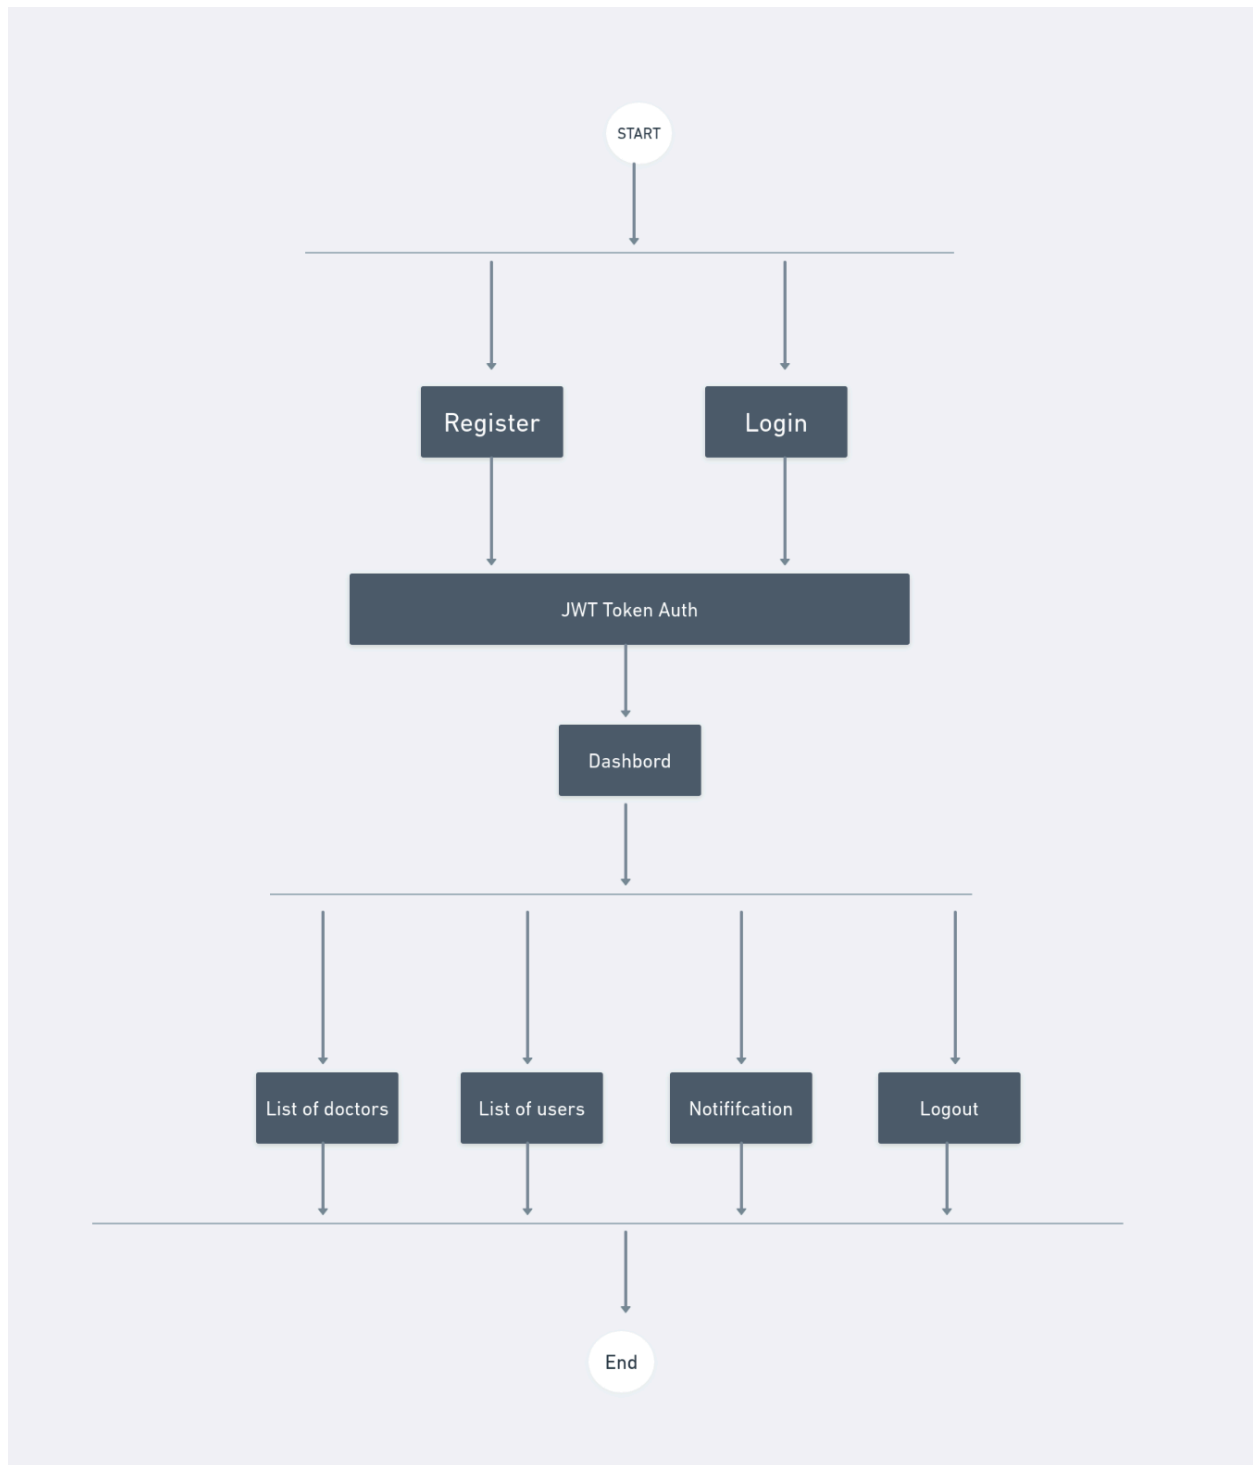 START
Register
Login
JWT Token Auth
Dashbord
List of doctors
List of users
Notififcation
Logout
End